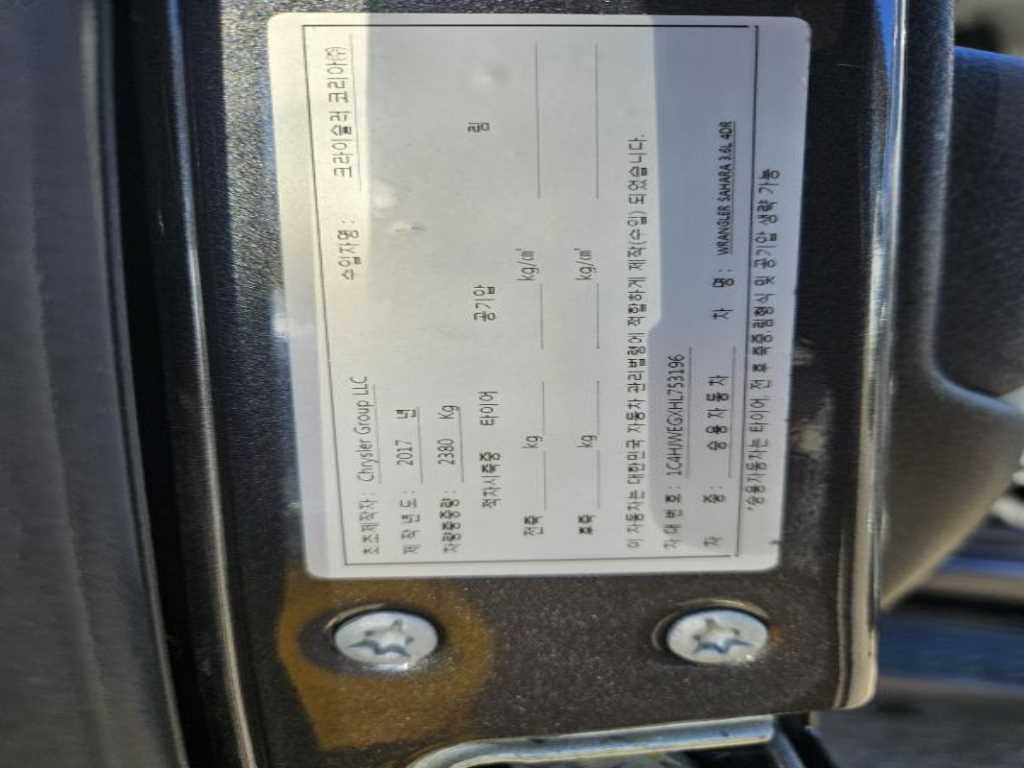 수입자명 : 크라이슬러 코리아(주)
최초제작자 : Chrysler Group LLC
제작년도 : 2017 년
차량총중량 : 2380 Kg
적차시축중 타이어 공기압 림
전축 kg kg/㎠
후축 kg kg/㎠
이 자동차는 대한민국 자동차 관리법령에 적합하게 제작(수입) 되었습니다.
차대번호 : 1C4HJWEGXHL753196
차 종 : 승용자동차 차 명 : WRANGLER SAHARA 3.6L 4DR
*승용자동차는 타이어, 전 후 축중,림형식 및 공기압 생략 가능